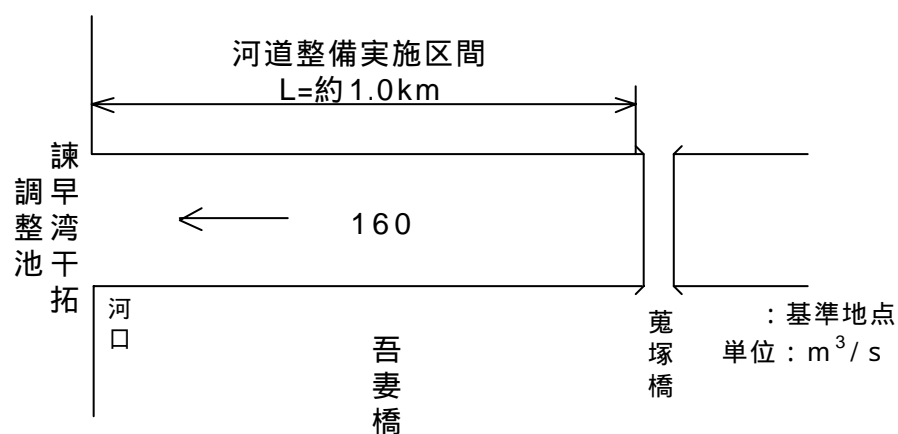 河道整備実施区間
L=約1.0km
諫早湾干拓
調整池
160
河口
吾妻橋
蒐塚橋
：基準地点
単位：m³/s